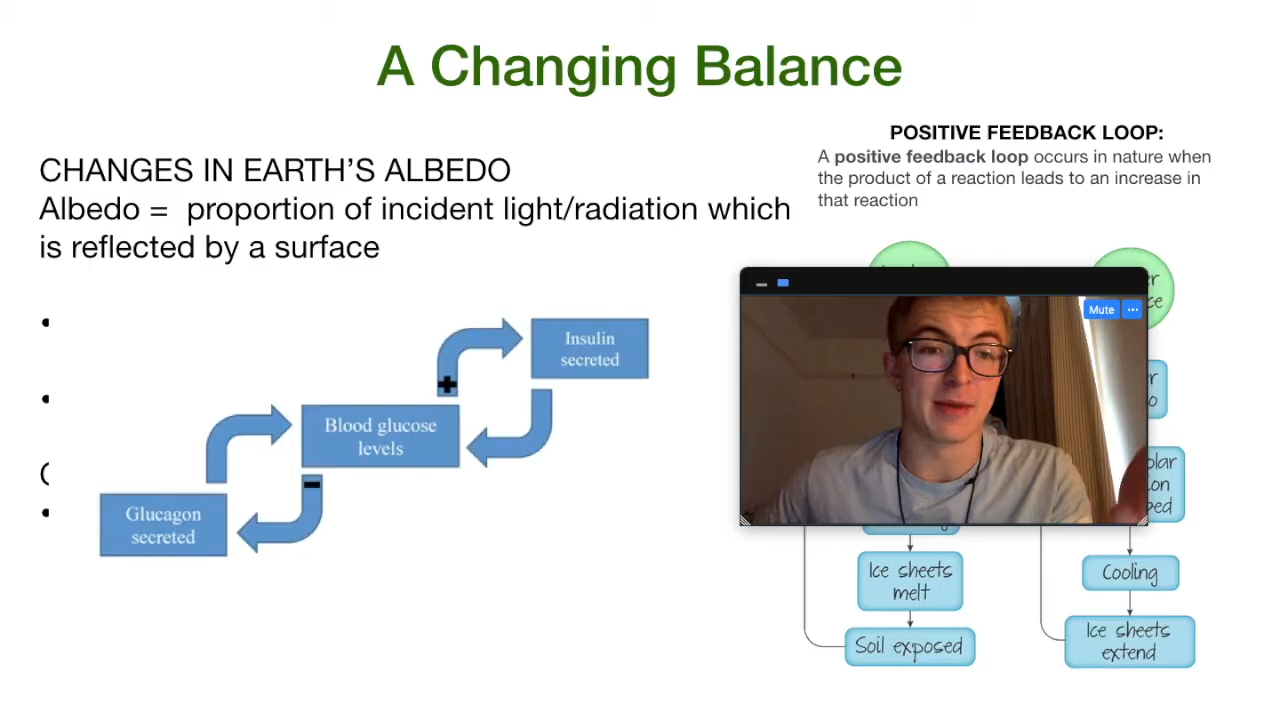 A Changing Balance
CHANGES IN EARTH'S ALBEDO
Albedo =  proportion of incident light/radiation which
is reflected by a surface
POSITIVE FEEDBACK LOOP:
A positive feedback loop occurs in nature when
the product of a reaction leads to an increase in
that reaction
Insulin
secreted
Blood glucose
levels
Glucagon
secreted
Mute
Ice sheets
melt
Soil exposed
Cooling
Ice sheets
extend